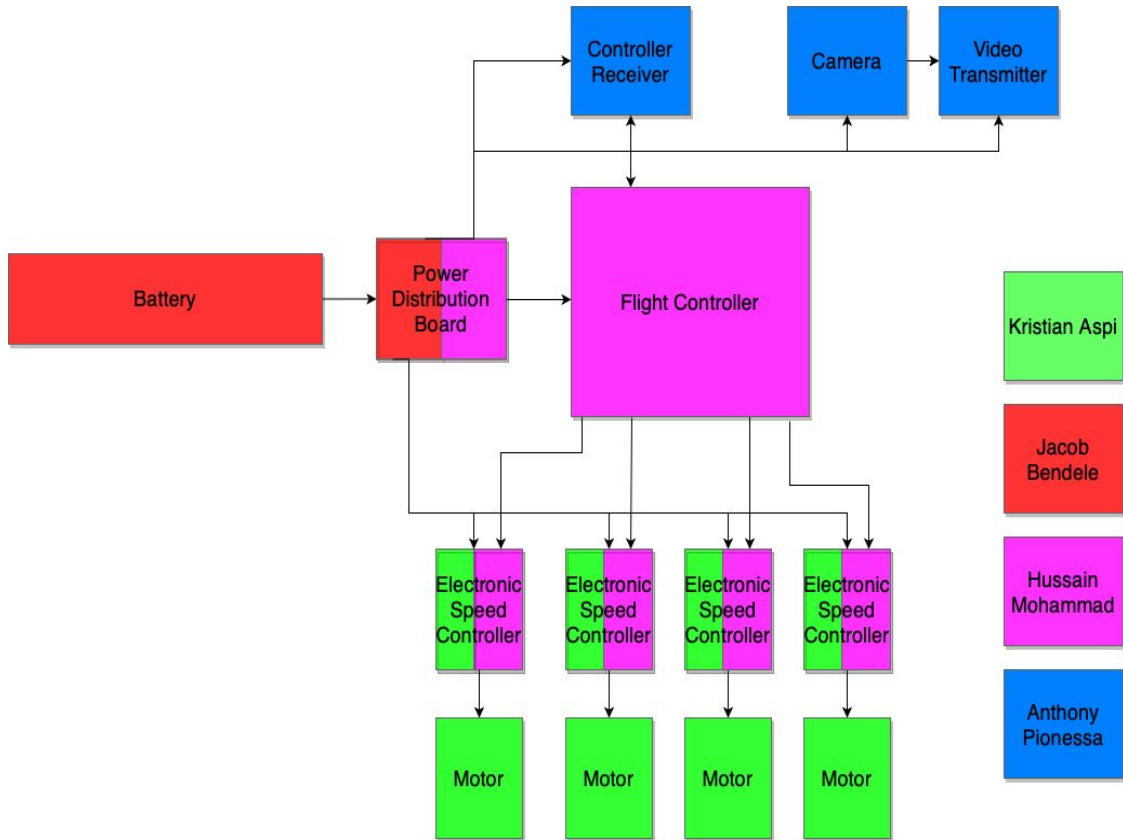 Controller
Receiver
Camera
Video
Transmitter
Battery
Power
Distribution
Board
Flight Controller
Kristian Aspi
Jacob
Bendele
Hussain
Mohammad
Anthony
Pionessa
Electronic
Speed
Controller
Electronic
Speed
Controller
Electronic
Speed
Controller
Electronic
Speed
Controller
Motor
Motor
Motor
Motor